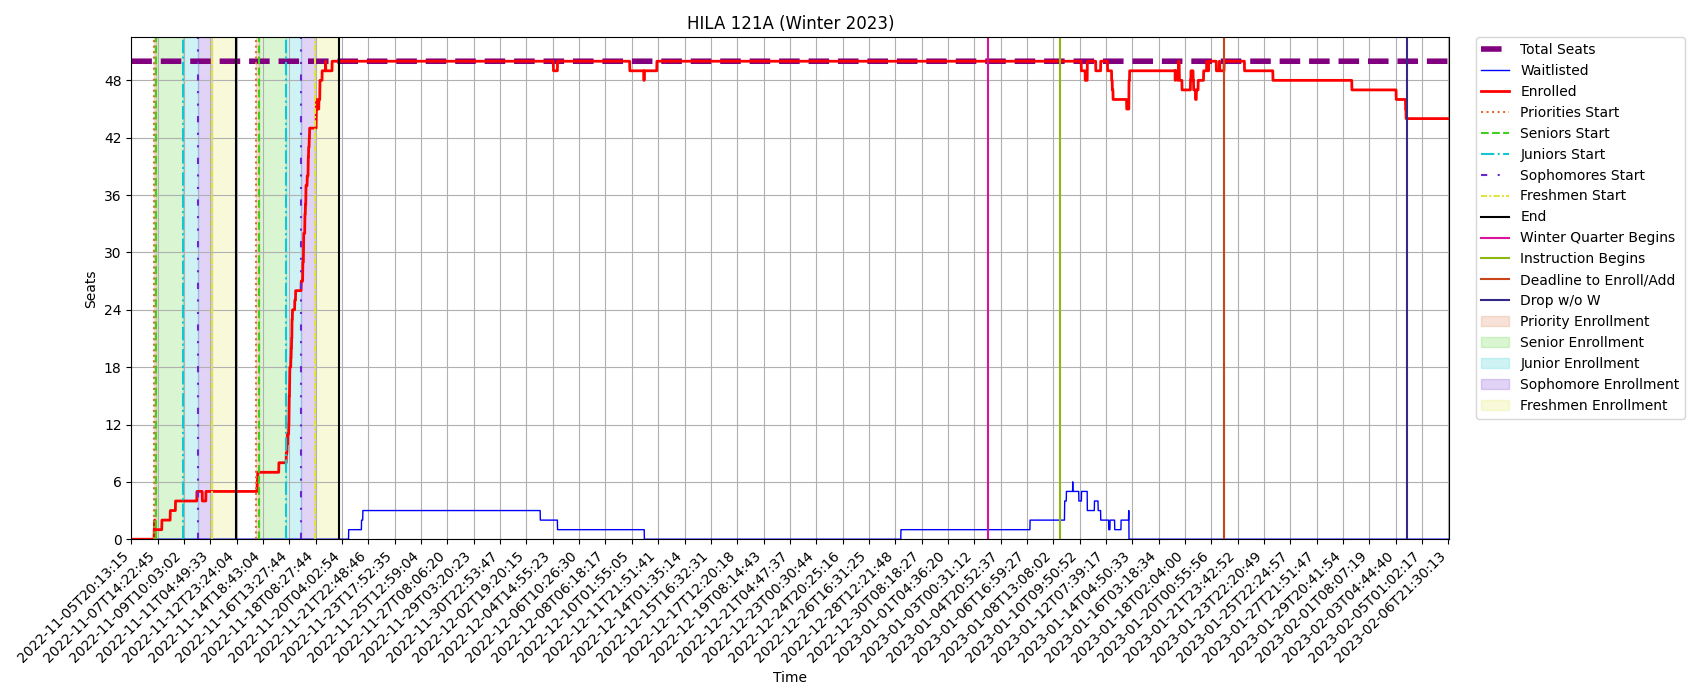 HILA 121A (Winter 2023)
Seats
48
42
36
30
24
18
12
6
0
2022-11-05T20:13:15
2022-11-07T14:22:45
2022-11-09T10:03:02
2022-11-11T04:49:33
2022-11-12T23:24:04
2022-11-14T18:43:04
2022-11-16T13:27:44
2022-11-18T08:27:44
2022-11-20T04:02:54
2022-11-21T22:48:46
2022-11-23T17:52:35
2022-11-25T12:59:04
2022-11-27T08:06:20
2022-11-29T03:20:23
2022-11-30T22:53:47
2022-12-02T19:20:15
2022-12-04T14:55:23
2022-12-06T10:26:30
2022-12-08T06:18:17
2022-12-10T01:55:05
2022-12-11T21:51:41
2022-12-14T01:35:14
2022-12-15T16:32:31
2022-12-17T12:20:18
2022-12-19T08:14:43
2022-12-21T04:47:37
2022-12-23T00:30:44
2022-12-24T20:25:16
2022-12-26T16:31:25
2022-12-30T12:21:48
2022-12-30T08:18:27
2023-01-01T04:36:20
2023-01-03T00:31:12
2023-01-04T20:52:37
2023-01-06T16:59:27
2023-01-08T13:08:02
2023-01-10T09:50:52
2023-01-12T07:39:17
2023-01-14T04:50:33
2023-01-16T03:18:34
2023-01-18T02:04:00
2023-01-20T00:55:56
2023-01-21T23:42:52
2023-01-23T22:20:49
2023-01-25T22:24:57
2023-01-27T21:51:47
2023-01-29T20:41:54
2023-02-01T08:07:19
2023-02-03T04:44:40
2023-02-05T01:02:17
2023-02-06T21:30:13
Time
Total Seats
Waitlisted
Enrolled
Priorities Start
Seniors Start
Juniors Start
Sophomores Start
Freshmen Start
End
Winter Quarter Begins
Instruction Begins
Deadline to Enroll/Add
Drop w/o W
Priority Enrollment
Senior Enrollment
Junior Enrollment
Sophomore Enrollment
Freshmen Enrollment